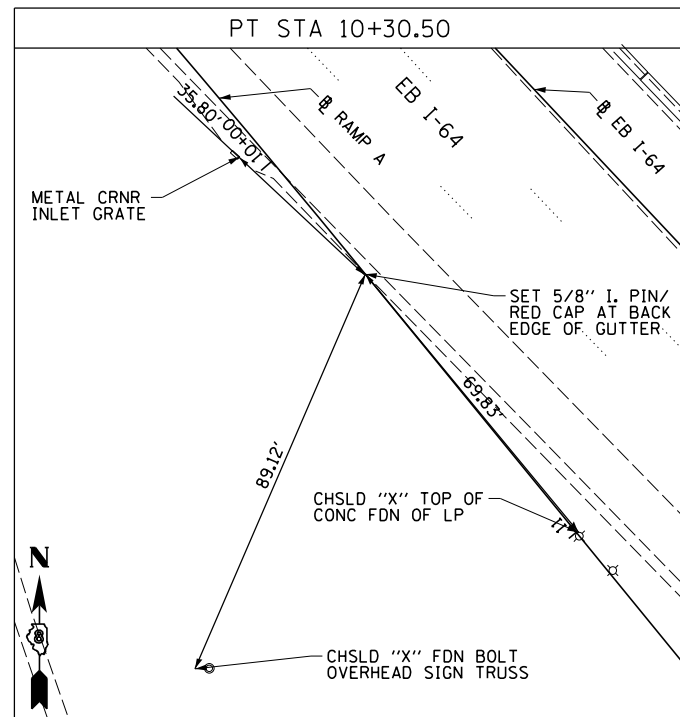 PT STA 10+30.50
EB I-64
35.80'
11+00
RAMP A
EB I-64
METAL CRNR
INLET GRATE
SET 5/8" I. PIN/
RED CAP AT BACK
EDGE OF GUTTER
69.83'
89.12'
CHSLD "X" TOP OF
CONC FDN OF LP
N
8
CHSLD "X" FDN BOLT
OVERHEAD SIGN TRUSS